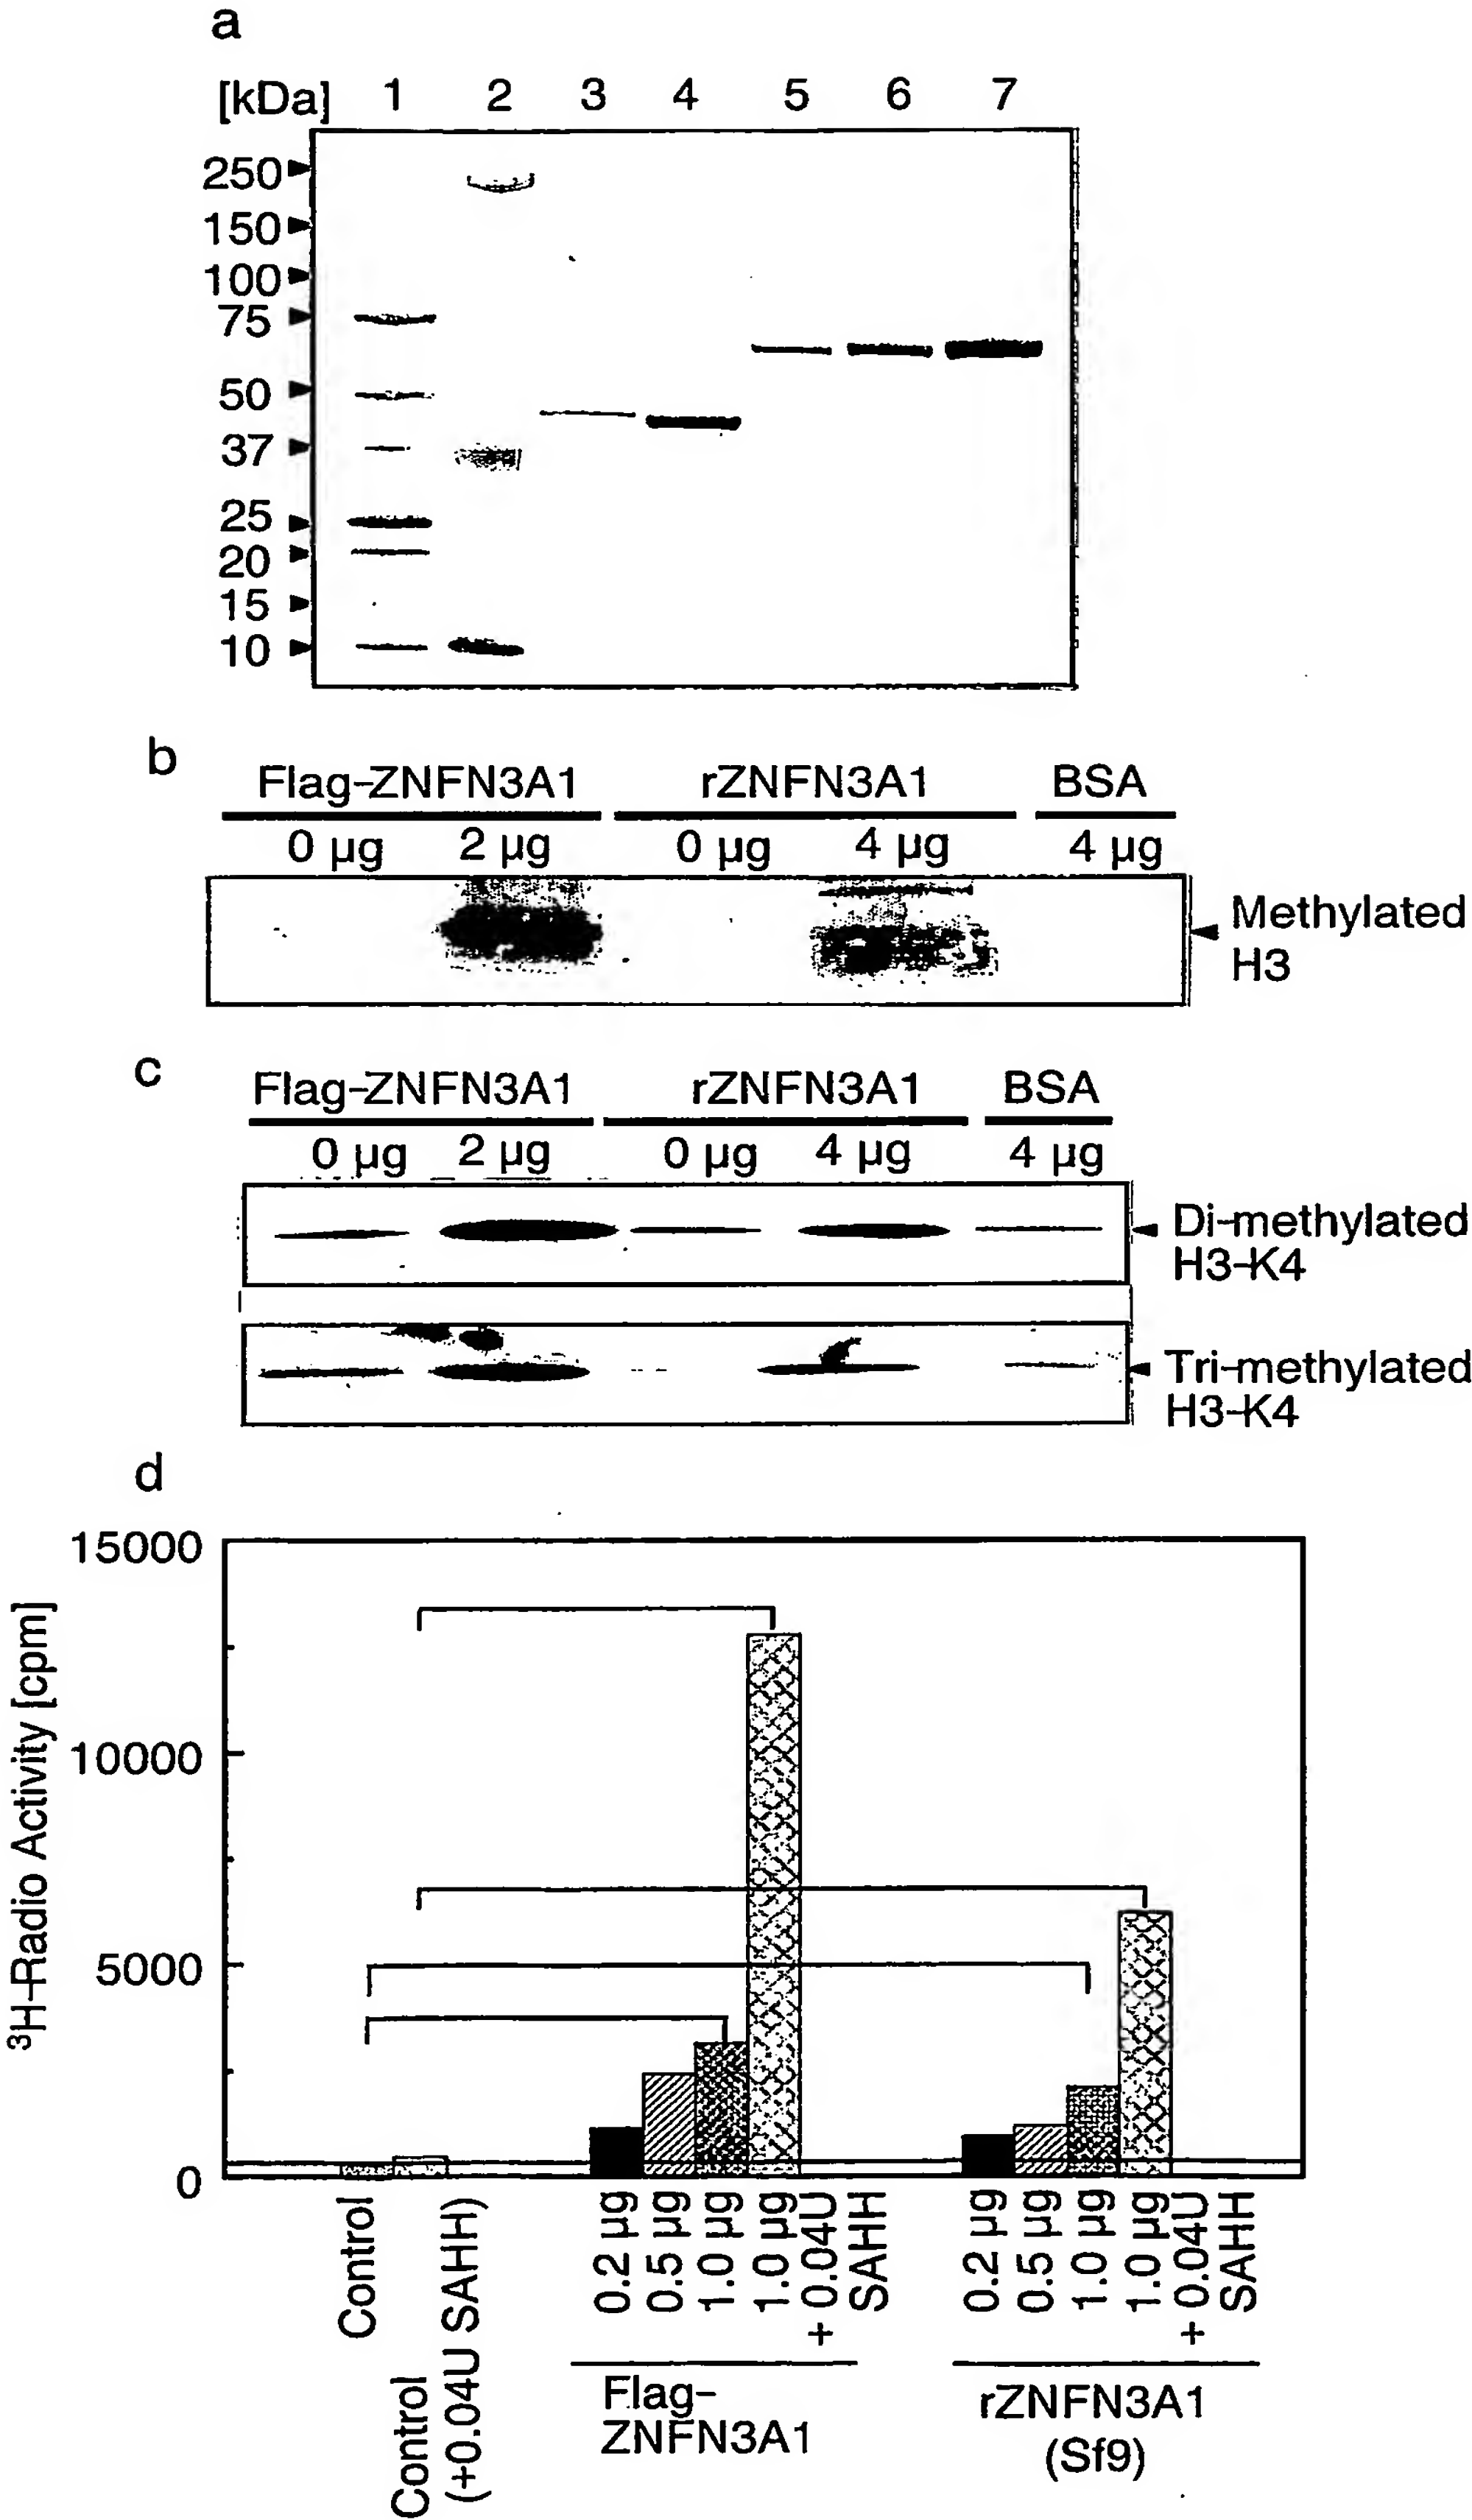 a
[kDa] 1 2 3 4 5 6 7
250
150
100
75
50
37
25
20
15
10
b
Flag-ZNFN3A1 rZNFN3A1 BSA
0 µg 2 µg 0 µg 4 µg 4 µg
Methylated
H3
c
Flag-ZNFN3A1 rZNFN3A1 BSA
0 µg 2 µg 0 µg 4 µg 4 µg
Di-methylated
H3-K4
Tri-methylated
H3-K4
d
³H-Radio Activity [cpm]
15000
10000
5000
0
Control
Control
(+0.04U SAHH)
0.2 µg
0.5 µg
1.0 µg
1.0 µg
+ 0.04U
SAHH
Flag-
ZNFN3A1
0.2 µg
0.5 µg
1.0 µg
1.0 µg
+ 0.04U
SAHH
rZNFN3A1
(Sf9)